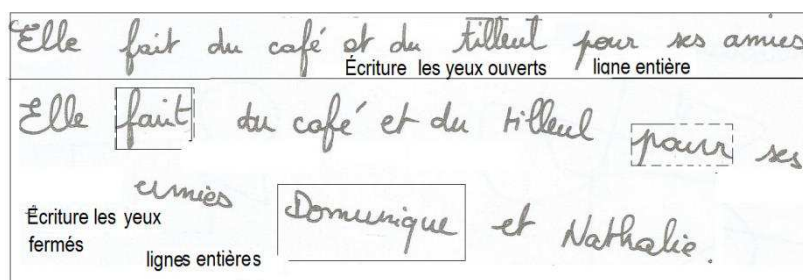 Elle fait du café et du tilleul pour ses amies
Écriture les yeux ouverts ligne entière
Elle fait du café et du tilleul pour ses
amies Domunique et Nathalie.
Écriture les yeux
fermés
lignes entières